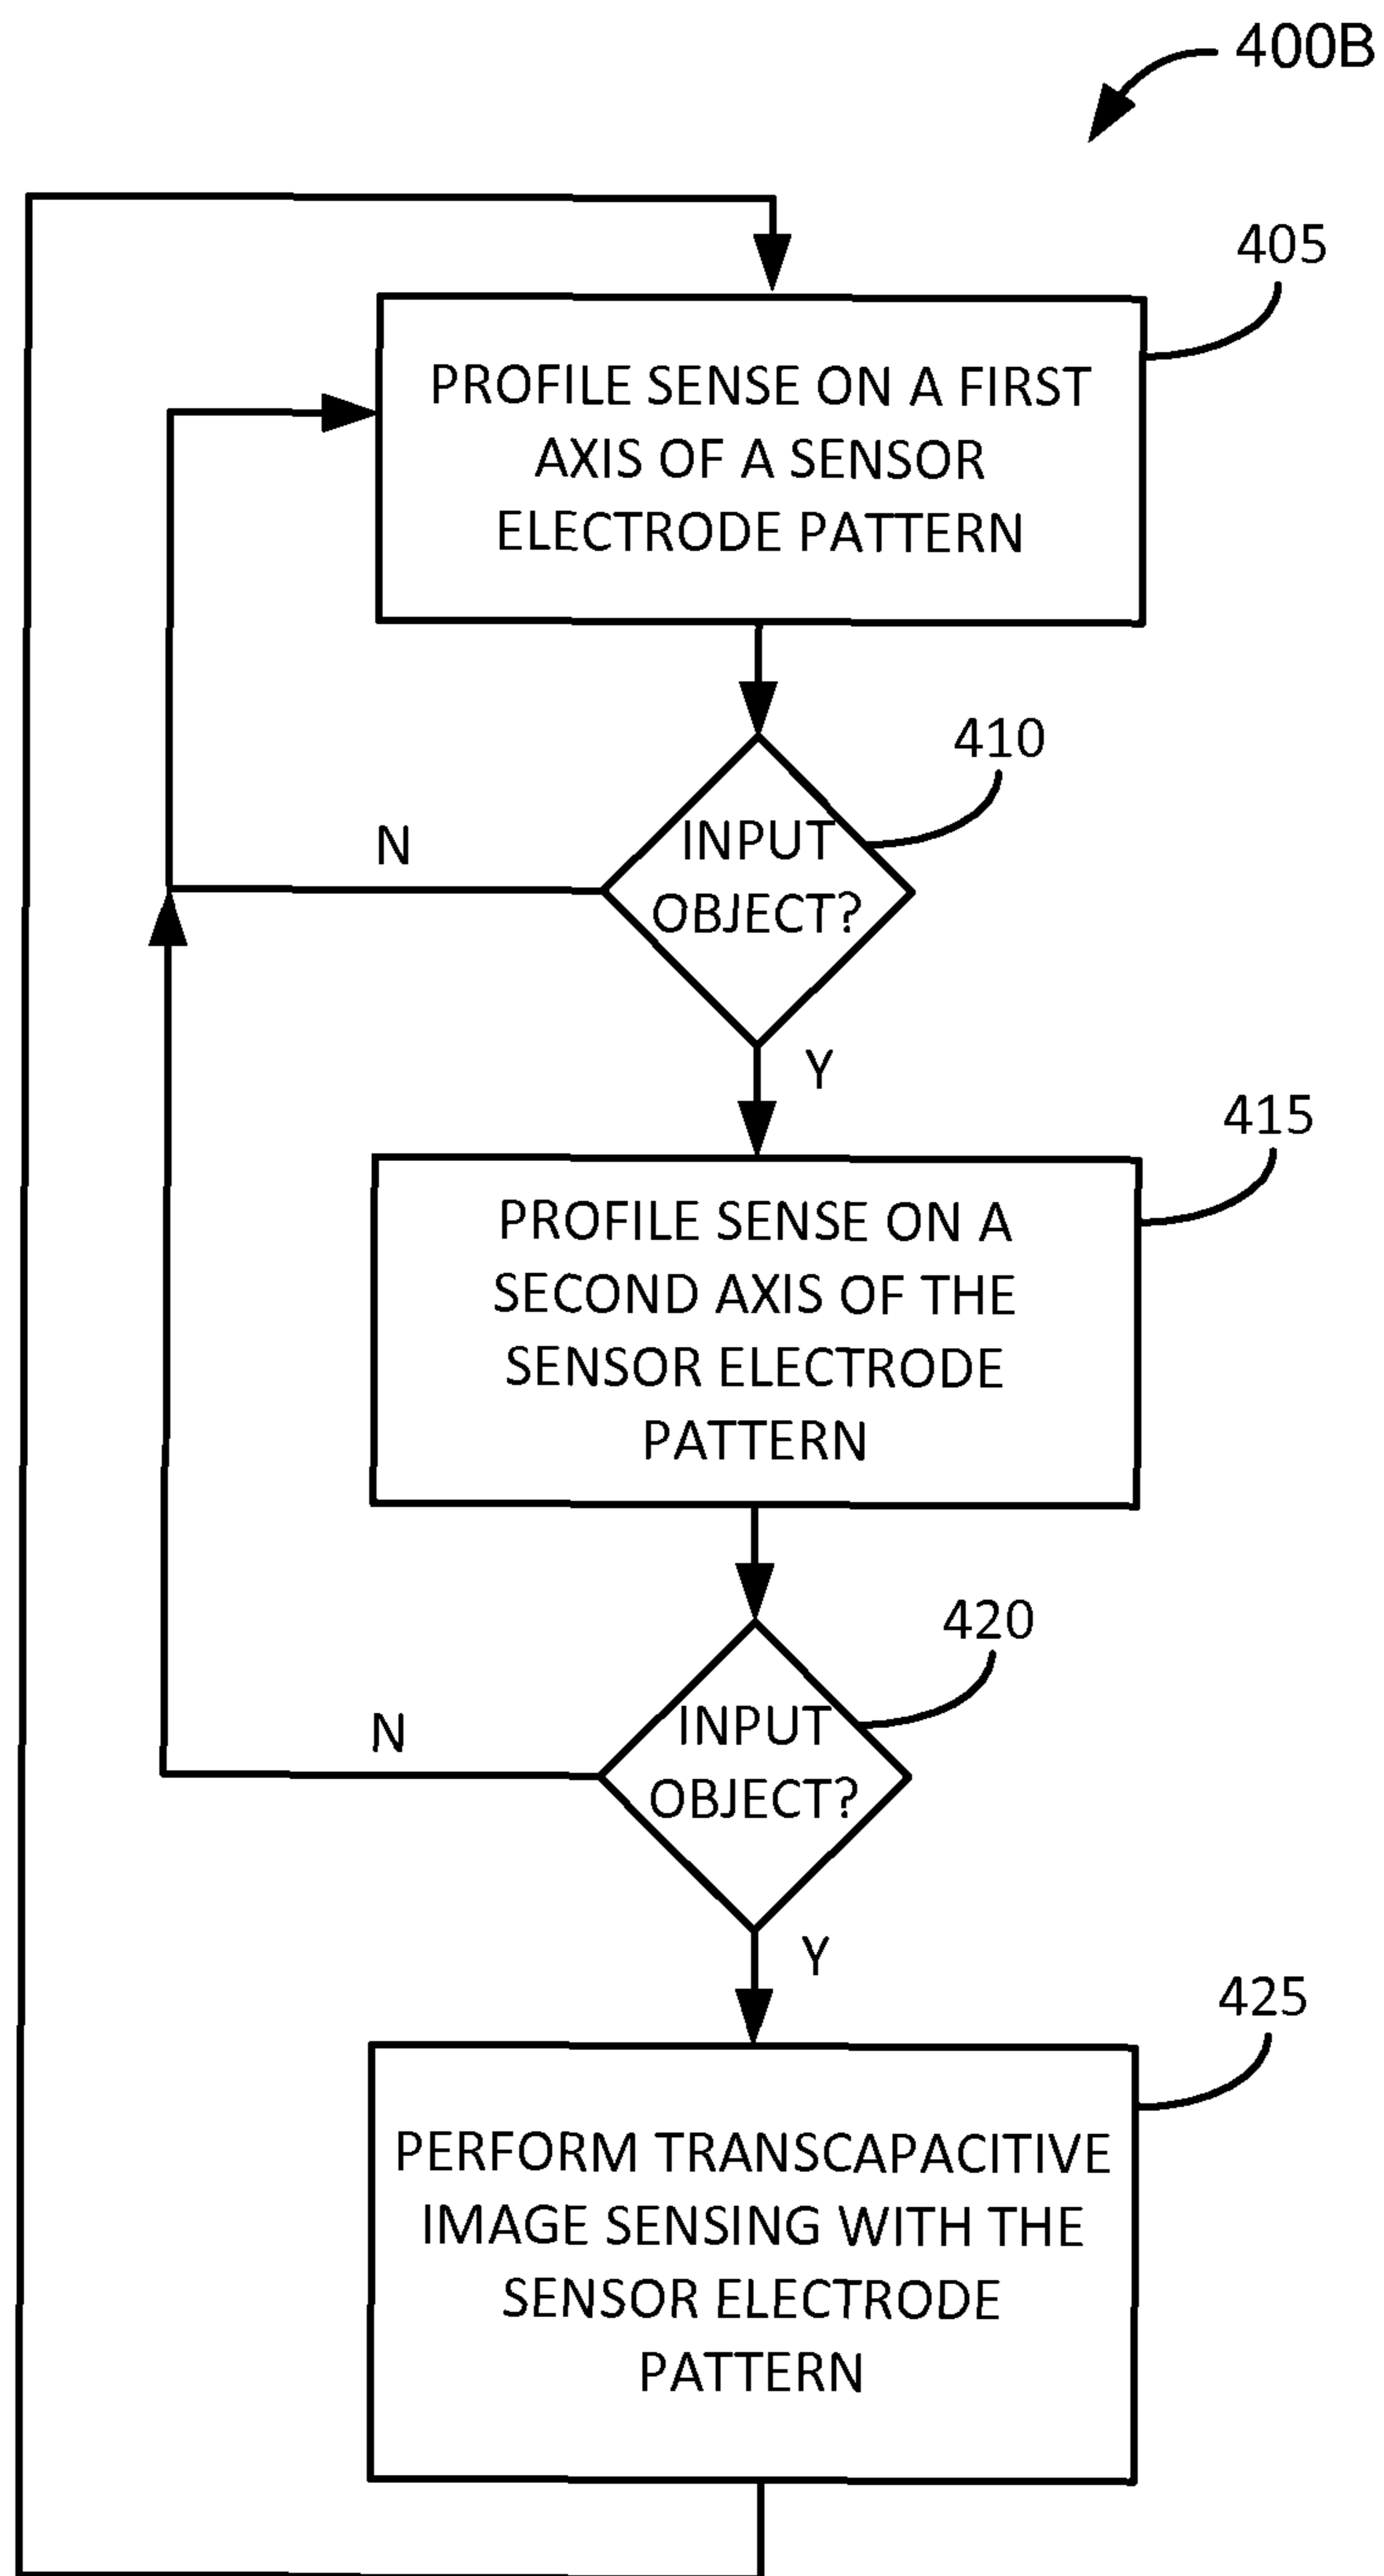 400B
405
PROFILE SENSE ON A FIRST
AXIS OF A SENSOR
ELECTRODE PATTERN
410
INPUT
OBJECT?
N
Y
415
PROFILE SENSE ON A
SECOND AXIS OF THE
SENSOR ELECTRODE
PATTERN
420
INPUT
OBJECT?
N
Y
425
PERFORM TRANSCAPACITIVE
IMAGE SENSING WITH THE
SENSOR ELECTRODE
PATTERN